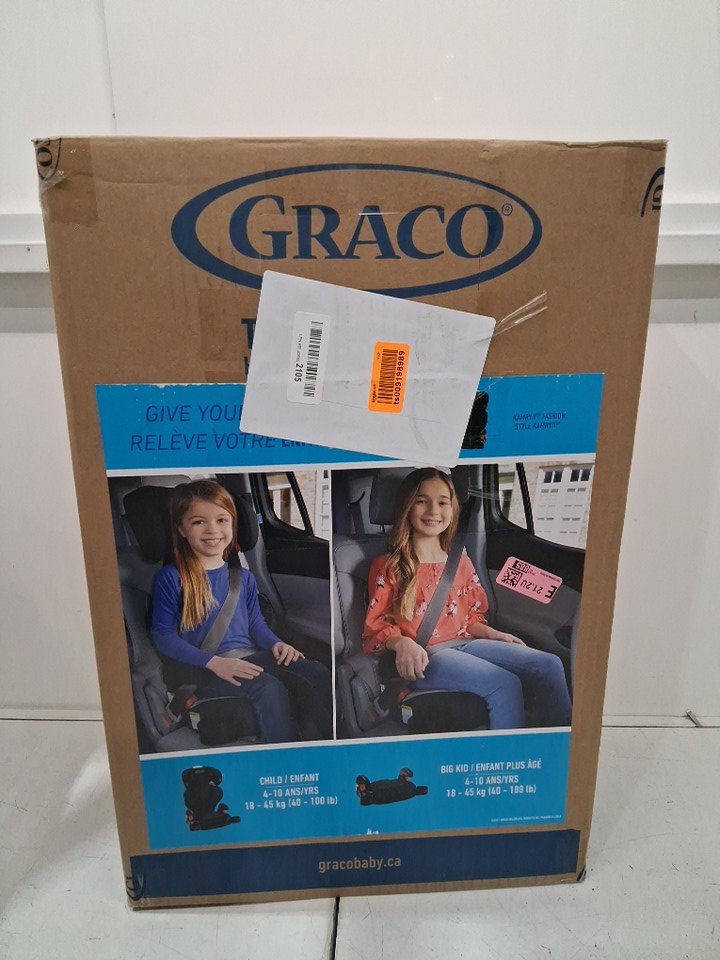 GRACO®
T
2105
ts009198989
GIVE YOUR
RELÈVE VOTRE
KAHRYN™ FASHION
STYLE KAHRYN™
E 21.2U
CHILD / ENFANT
4-10 ANS/YRS
18 - 45 kg (40 - 100 lb)
BIG KID / ENFANT PLUS ÂGÉ
4-10 ANS/YRS
18 - 45 kg (40 - 100 lb)
gracobaby.ca